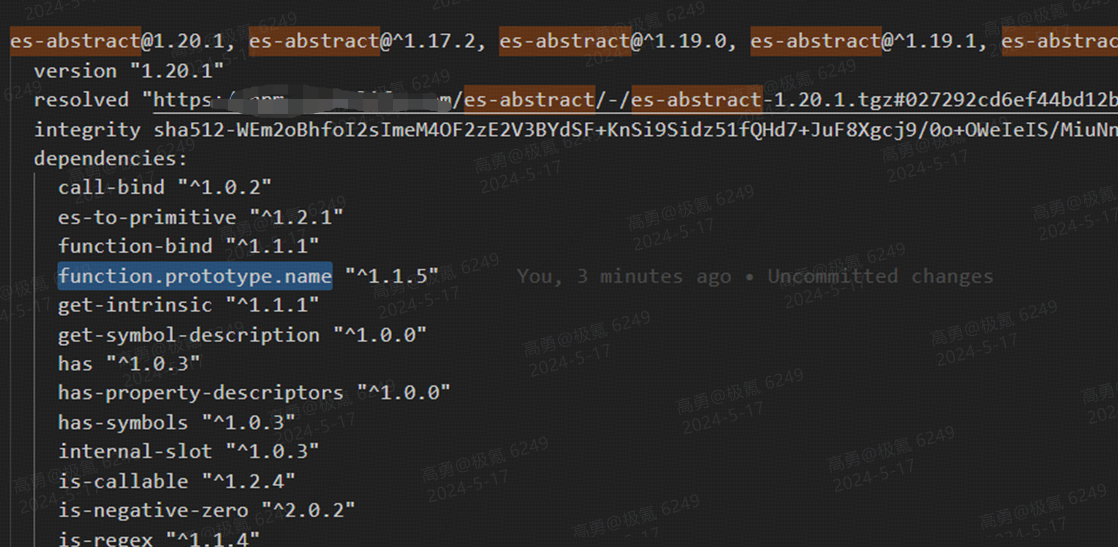 es-abstract@1.20.1, es-abstract@^1.17.2, es-abstract@^1.19.0, es-abstract@^1.19.1, es-abstrac
version "1.20.1"
resolved "https:/ /es-abstract/-/es-abstract-1.20.1.tgz#027292cd6ef44bd12b
integrity sha512-WEm2oBhfoI2sImeM4OF2zE2V3BYdSF+KnSi9Sidz51fQHd7+JuF8Xgcj9/0o+OWeIeIS/MiuNn
dependencies:
call-bind "^1.0.2"
es-to-primitive "^1.2.1"
function-bind "^1.1.1"
function.prototype.name "^1.1.5" You, 3 minutes ago • Uncommitted changes
get-intrinsic "^1.1.1"
get-symbol-description "^1.0.0"
has "^1.0.3"
has-property-descriptors "^1.0.0"
has-symbols "^1.0.3"
internal-slot "^1.0.3"
is-callable "^1.2.4"
is-negative-zero "^2.0.2"
is-regex "^1.1.4"
高勇@极氪 6249
2024-5-17